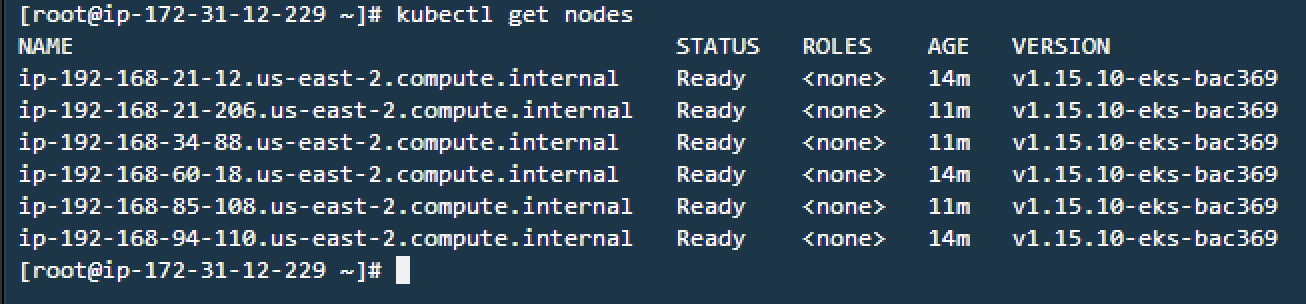 [root@ip-172-31-12-229 ~]# kubectl get nodes
NAME                                           STATUS   ROLES    AGE   VERSION
ip-192-168-21-12.us-east-2.compute.internal    Ready    <none>   14m   v1.15.10-eks-bac369
ip-192-168-21-206.us-east-2.compute.internal   Ready    <none>   11m   v1.15.10-eks-bac369
ip-192-168-34-88.us-east-2.compute.internal    Ready    <none>   11m   v1.15.10-eks-bac369
ip-192-168-60-18.us-east-2.compute.internal    Ready    <none>   14m   v1.15.10-eks-bac369
ip-192-168-85-108.us-east-2.compute.internal   Ready    <none>   11m   v1.15.10-eks-bac369
ip-192-168-94-110.us-east-2.compute.internal   Ready    <none>   14m   v1.15.10-eks-bac369
[root@ip-172-31-12-229 ~]#